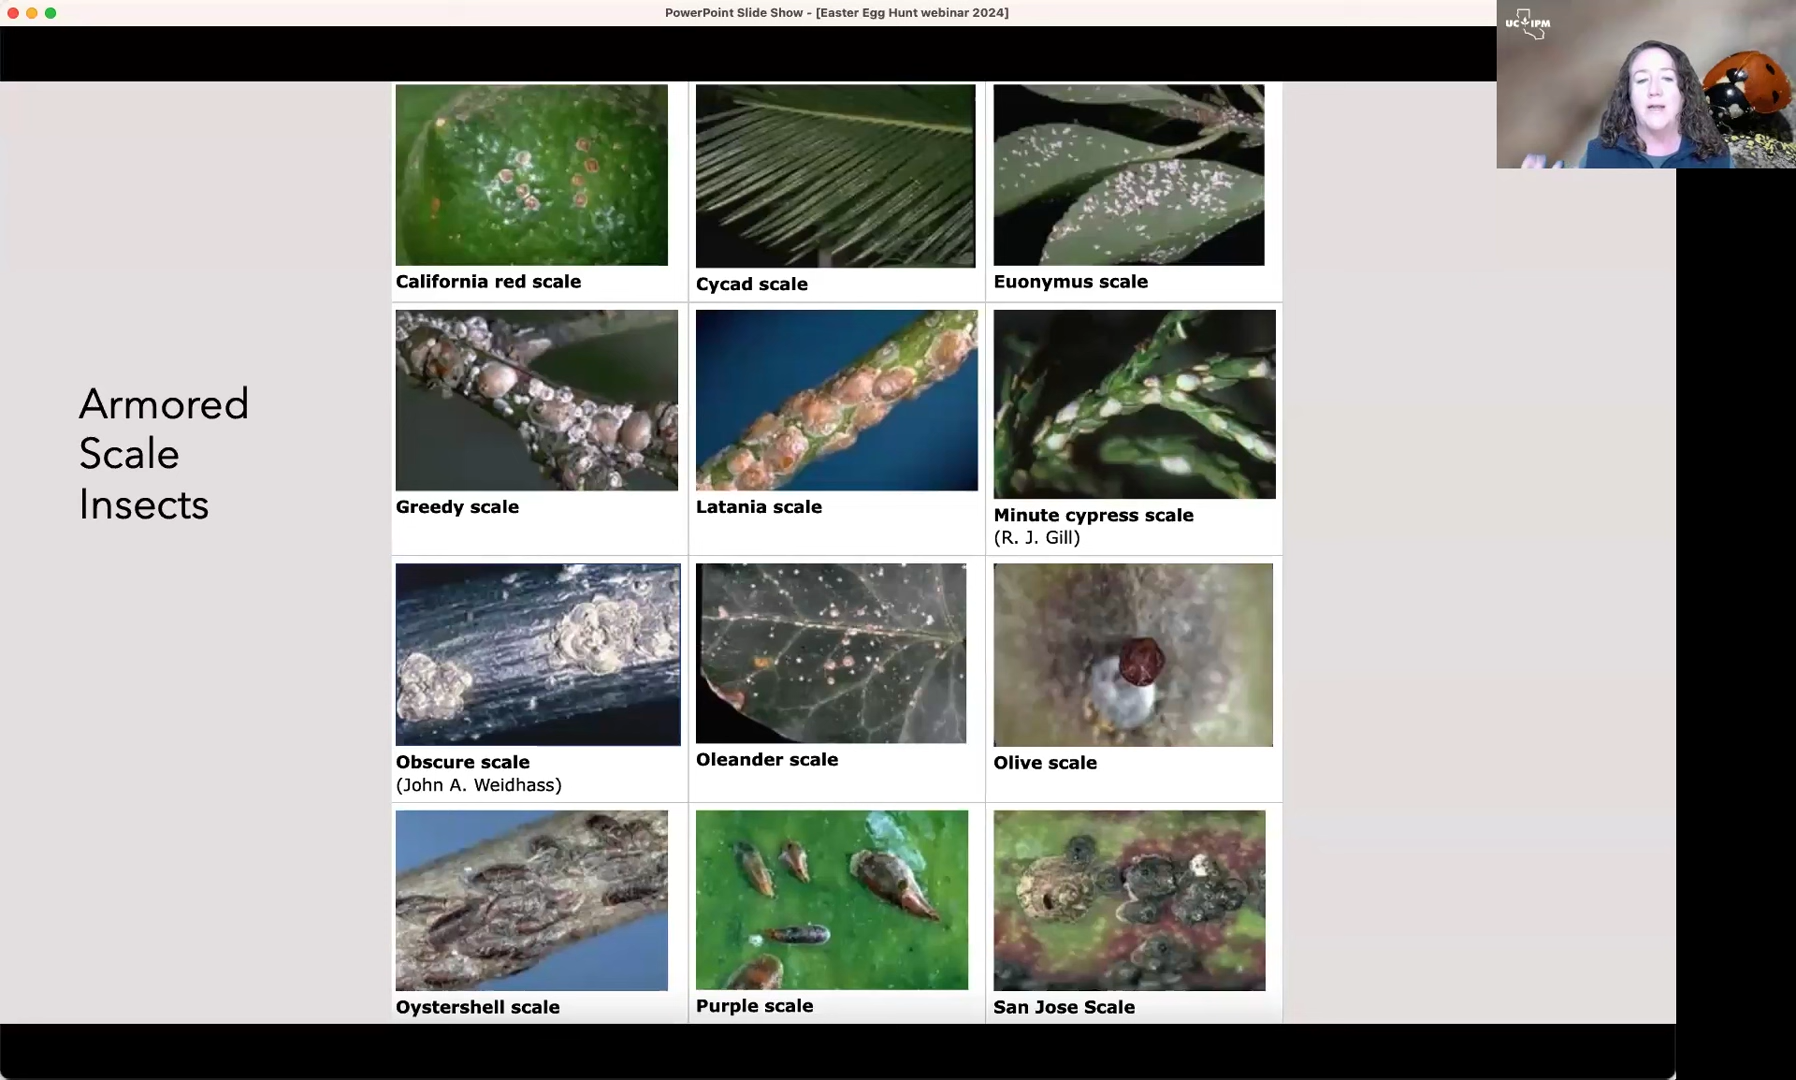 PowerPoint Slide Show - [Easter Egg Hunt webinar 2024]
UC IPM
Armored
Scale
Insects
California red scale
Cycad scale
Euonymus scale
Greedy scale
Latania scale
Minute cypress scale
(R. J. Gill)
Obscure scale
(John A. Weidhass)
Oleander scale
Olive scale
Oystershell scale
Purple scale
San Jose Scale